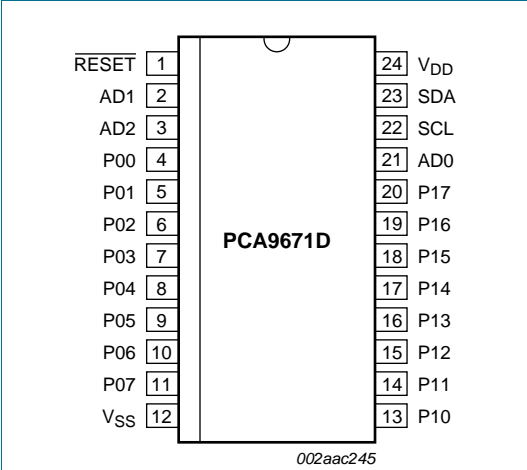 RESET 1 24 VDD
AD1 2 23 SDA
AD2 3 22 SCL
P00 4 21 AD0
P01 5 20 P17
P02 6 19 P16
PCA9671D
P03 7 18 P15
P04 8 17 P14
P05 9 16 P13
P06 10 15 P12
P07 11 14 P11
VSS 12 13 P10
002aac245